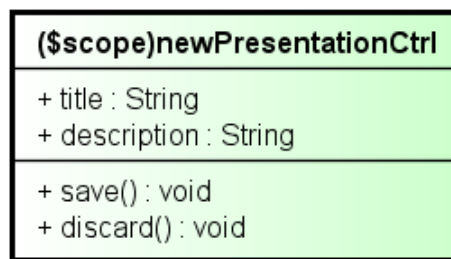 ($scope)newPresentationCtrl
+ title : String
+ description : String
+ save() : void
+ discard() : void